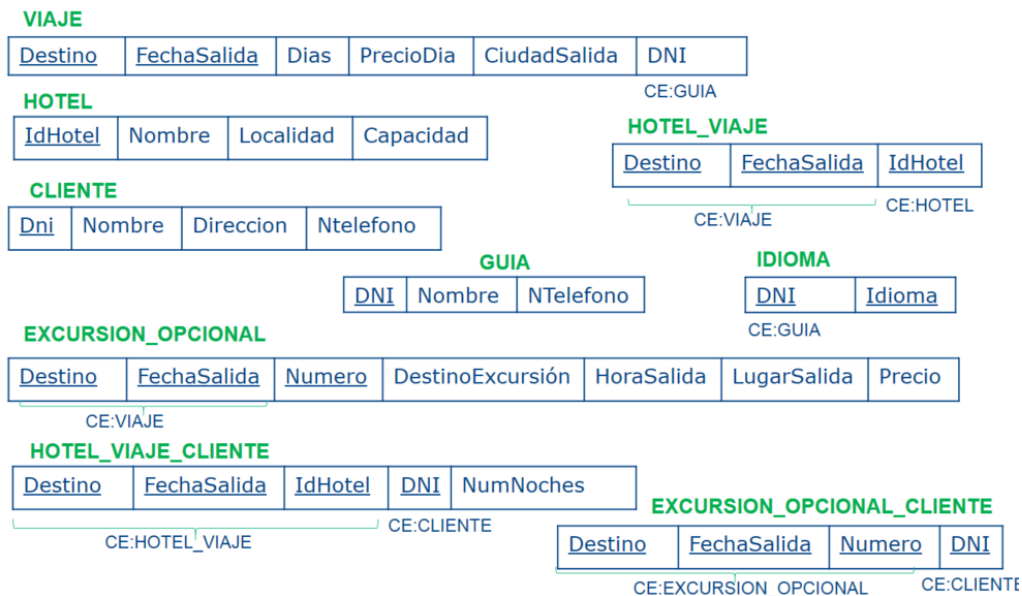 VIAJE
Destino FechaSalida Dias PrecioDia CiudadSalida DNI
CE:GUIA
HOTEL
IdHotel Nombre Localidad Capacidad
HOTEL_VIAJE
Destino FechaSalida IdHotel
CE:VIAJE CE:HOTEL
CLIENTE
Dni Nombre Direccion Ntelefono
GUIA
DNI Nombre NTelefono
IDIOMA
DNI Idioma
CE:GUIA
EXCURSION_OPCIONAL
Destino FechaSalida Numero DestinoExcursión HoraSalida LugarSalida Precio
CE:VIAJE
HOTEL_VIAJE_CLIENTE
Destino FechaSalida IdHotel DNI NumNoches
CE:HOTEL_VIAJE CE:CLIENTE
EXCURSION_OPCIONAL_CLIENTE
Destino FechaSalida Numero DNI
CE:EXCURSION_OPCIONAL CE:CLIENTE